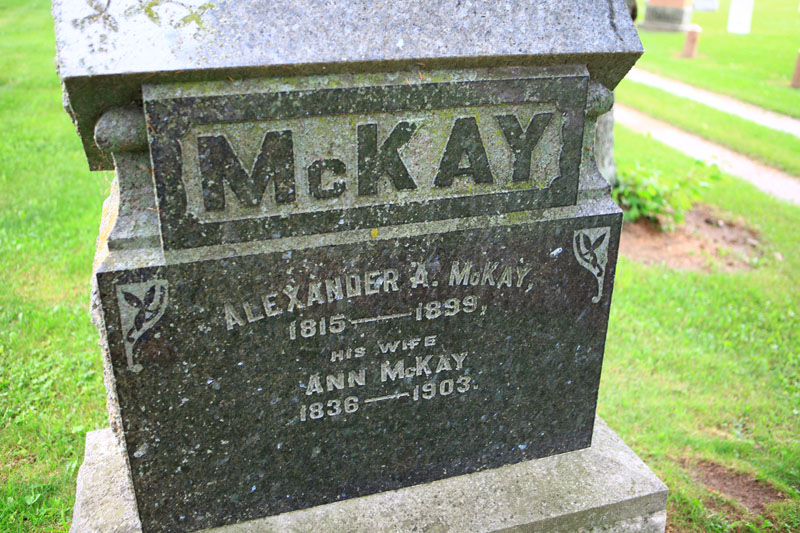 McKAY
ALEXANDER A. McKAY,
1815—1899,
HIS WIFE
ANN McKAY
1836—1903.